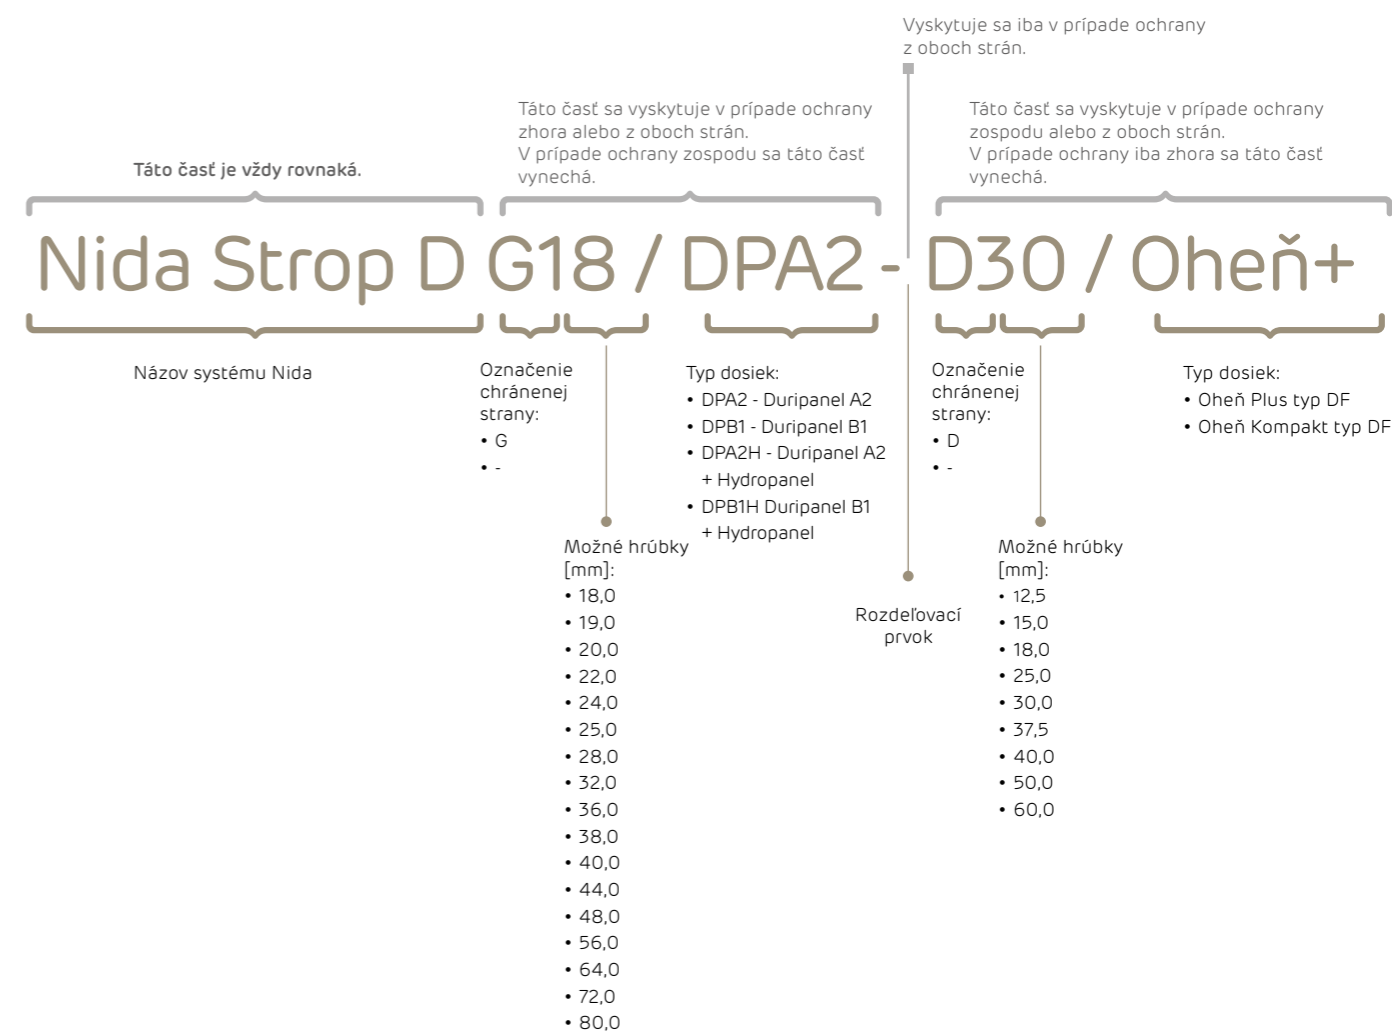 Vyskytuje sa iba v prípade ochrany
z oboch strán.
Táto časť je vždy rovnaká.
Táto časť sa vyskytuje v prípade ochrany
zhora alebo z oboch strán.
V prípade ochrany zospodu sa táto časť
vynechá.
Táto časť sa vyskytuje v prípade ochrany
zospodu alebo z oboch strán.
V prípade ochrany iba zhora sa táto časť
vynechá.
Nida Strop D G18 / DPA2 - D30 / Oheň+
Názov systému Nida
Označenie
chránenej
strany:
• G
• -
Možné hrúbky
[mm]:
• 18,0
• 19,0
• 20,0
• 22,0
• 24,0
• 25,0
• 28,0
• 32,0
• 36,0
• 38,0
• 40,0
• 44,0
• 48,0
• 56,0
• 64,0
• 72,0
• 80,0
Typ dosiek:
• DPA2 - Duripanel A2
• DPB1 - Duripanel B1
• DPA2H - Duripanel A2
+ Hydropanel
• DPB1H Duripanel B1
+ Hydropanel
Rozdeľovací
prvok
Označenie
chránenej
strany:
• D
• -
Možné hrúbky
[mm]:
• 12,5
• 15,0
• 18,0
• 25,0
• 30,0
• 37,5
• 40,0
• 50,0
• 60,0
Typ dosiek:
• Oheň Plus typ DF
• Oheň Kompakt typ DF